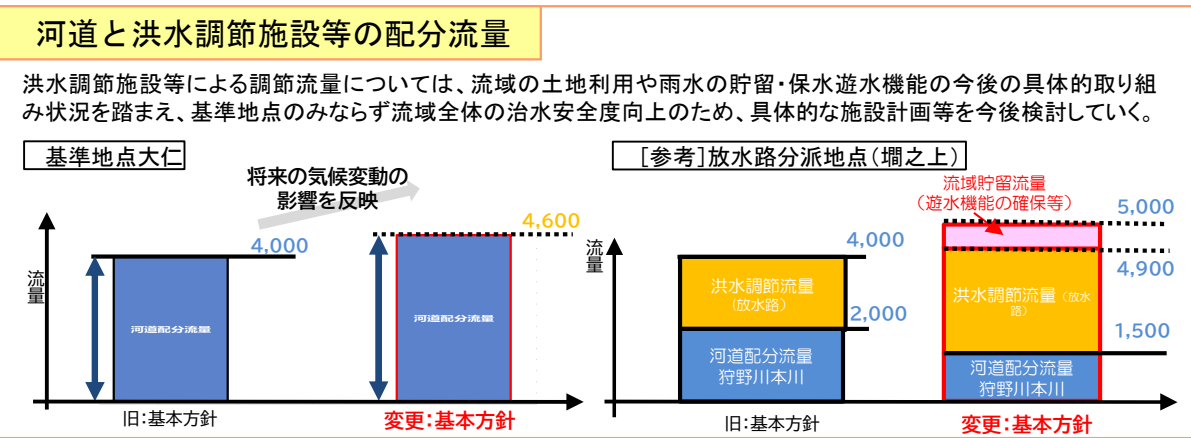 河道と洪水調節施設等の配分流量
洪水調節施設等による調節流量については、流域の土地利用や雨水の貯留・保水遊水機能の今後の具体的取り組
み状況を踏まえ、基準地点のみならず流域全体の治水安全度向上のため、具体的な施設計画等を今後検討していく。
基準地点大仁
将来の気候変動の
影響を反映
4,000
4,600
流量
河道配分流量
河道配分流量
旧:基本方針
変更:基本方針
[参考]放水路分派地点(墹之上)
流域貯留流量
(遊水機能の確保等)
5,000
4,000
4,900
流量
洪水調節流量
(放水路)
洪水調節流量(放水
路)
2,000
1,500
河道配分流量
狩野川本川
河道配分流量
狩野川本川
旧:基本方針
変更:基本方針